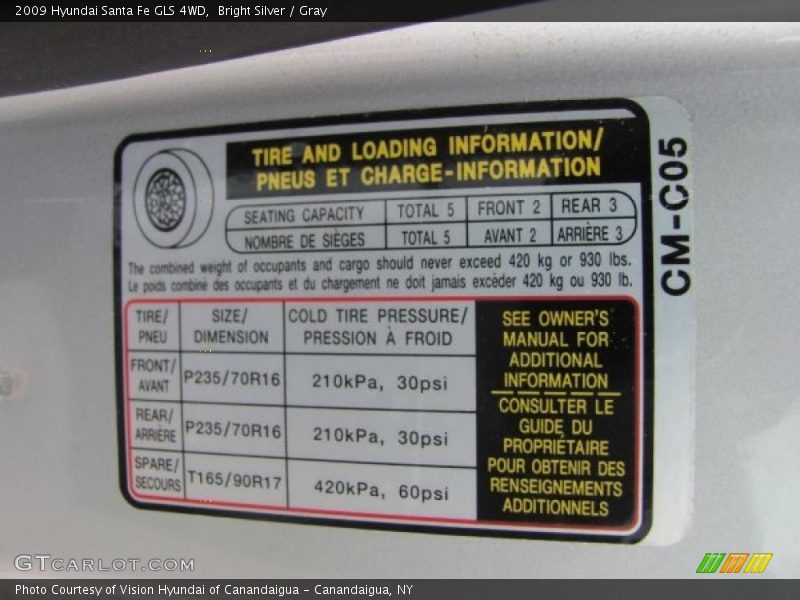 2009 Hyundai Santa Fe GLS 4WD,  Bright Silver / Gray
TIRE AND LOADING INFORMATION/
PNEUS ET CHARGE-INFORMATION
SEATING CAPACITY TOTAL 5 FRONT 2 REAR 3
NOMBRE DE SIÈGES TOTAL 5 AVANT 2 ARRIÈRE 3
The combined weight of occupants and cargo should never exceed 420 kg or 930 lbs.
Le poids combiné des occupants et du chargement ne doit jamais excéder 420 kg ou 930 lb.
CM-C05
TIRE/
PNEU
SIZE/
DIMENSION
COLD TIRE PRESSURE/
PRESSION À FROID
FRONT/
AVANT
P235/70R16
210kPa, 30psi
REAR/
ARRIÈRE
P235/70R16
210kPa, 30psi
SPARE/
SECOURS
T165/90R17
420kPa, 60psi
SEE OWNER'S
MANUAL FOR
ADDITIONAL
INFORMATION
CONSULTER LE
GUIDE DU
PROPRIÉTAIRE
POUR OBTENIR DES
RENSEIGNEMENTS
ADDITIONNELS
GTCARLOT.COM
Photo Courtesy of Vision Hyundai of Canandaigua - Canandaigua, NY